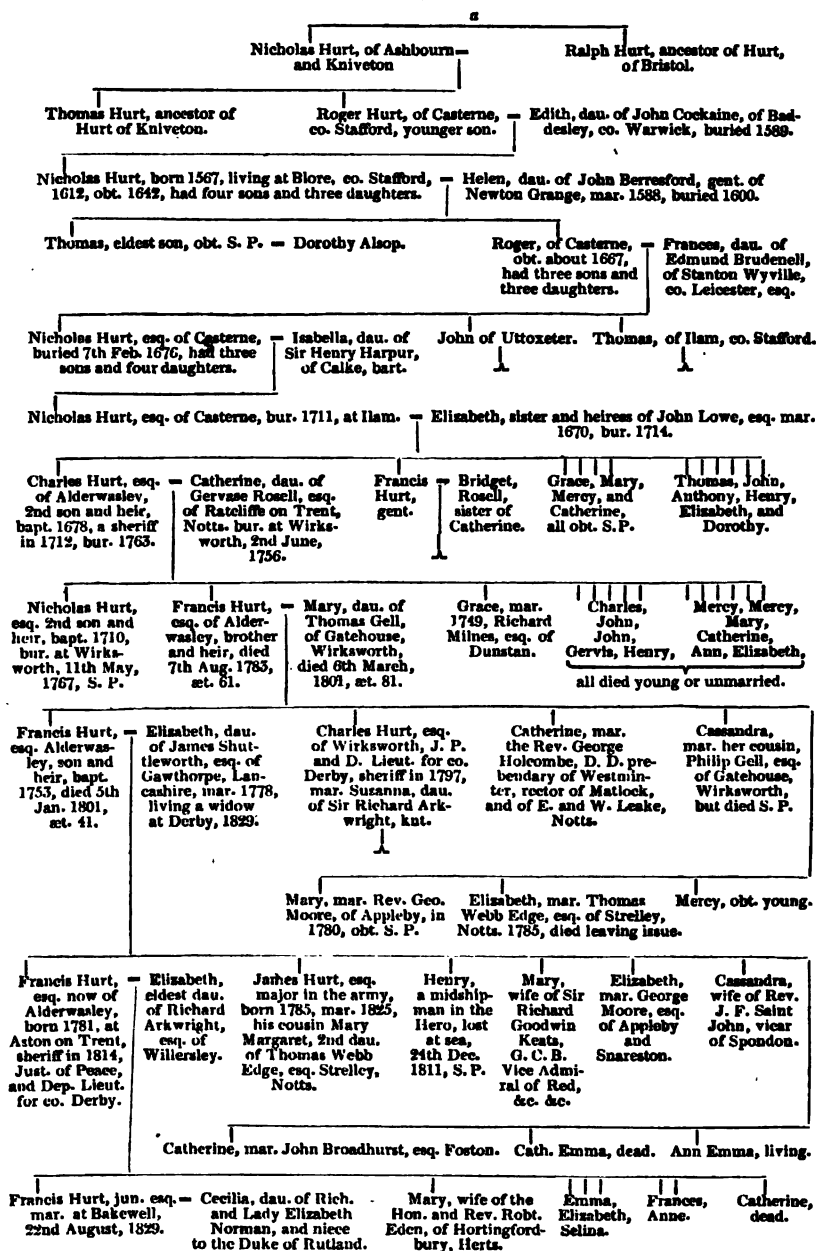 a
Nicholas Hurt, of Ashbourn
and Kniveton
Ralph Hurt, ancestor of Hurt,
of Bristol.
Thomas Hurt, ancestor of
Hurt of Kniveton.
Roger Hurt, of Casterne,
co. Stafford, younger son.
Edith, dau. of John Cockaine, of Bad-
desley, co. Warwick, buried 1589.
Nicholas Hurt, born 1567, living at Blore, co. Stafford,
1612, obt. 1642, had four sons and three daughters.
Helen, dau. of John Berresford, gent. of
Newton Grange, mar. 1588, buried 1600.
Thomas, eldest son, obt. S. P. = Dorothy Alsop.
Roger, of Casterne,
obt. about 1667,
had three sons and
three daughters.
Frances, dau. of
Edmund Brudenell,
of Stanton Wyville,
co. Leicester, esq.
Nicholas Hurt, esq. of Casterne,
buried 7th Feb. 1676, had three
sons and four daughters.
Isabella, dau. of
Sir Henry Harpur,
of Calke, bart.
John of Uttoxeter.
Thomas, of Ilam, co. Stafford.
Nicholas Hurt, esq. of Casterne, bur. 1711, at Ilam.
Elizabeth, sister and heiress of John Lowe, esq. mar.
1670, bur. 1714.
Charles Hurt, esq.
of Alderwasley,
2nd son and heir,
bapt. 1678, a sheriff
in 1712, bur. 1763.
Catherine, dau. of
Gervase Rosell, esq.
of Ratcliffe on Trent,
Notts. bur. at Wirks-
worth, 2nd June,
1756.
Francis
Hurt,
gent.
Bridget,
Rosell,
sister of
Catherine.
Grace, Mary,
Mercy, and
Catherine,
all obt. S. P.
Thomas, John,
Anthony, Henry,
Elizabeth, and
Dorothy.
Nicholas Hurt,
esq. 2nd son and
heir, bapt. 1710,
bur. at Wirks-
worth, 11th May,
1767, S. P.
Francis Hurt,
esq. of Alder-
wasley, brother
and heir, died
7th Aug. 1783,
æt. 61.
Mary, dau. of
Thomas Gell,
of Gatehouse,
Wirksworth,
died 6th March,
1801, æt. 81.
Grace, mar.
1749, Richard
Milnes, esq. of
Dunstan.
Charles,
John,
John,
Gervis, Henry,
Mercy, Mercy,
Mary,
Catherine,
Ann, Elizabeth,
all died young or unmarried.
Francis Hurt,
esq. Alderwas-
ley, son and
heir, bapt.
1753, died 5th
Jan. 1801,
æt. 41.
Elizabeth, dau.
of James Shut-
tleworth, esq. of
Gawthorpe, Lan-
cashire, mar. 1778,
living a widow
at Derby, 1829.
Charles Hurt, esq.
of Wirksworth, J. P.
and D. Lieut. for co.
Derby, sheriff in 1797,
mar. Susanna, dau.
of Sir Richard Ark-
wright, knt.
Catherine, mar.
the Rev. George
Holcombe, D. D. pre-
bendary of Westmin-
ter, rector of Matlock,
and of E. and W. Leake,
Notts.
Cassandra,
mar. her cousin,
Philip Gell, esq.
of Gatehouse,
Wirksworth,
but died S. P.
Mary, mar. Rev. Geo.
Moore, of Appleby, in
1780, obt. S. P.
Elizabeth, mar. Thomas
Webb Edge, esq. of Strelley,
Notts. 1785, died leaving issue.
Mercy, obt. young.
Francis Hurt,
esq. now of
Alderwasley,
born 1781, at
Aston on Trent,
sheriff in 1814,
Just. of Peace,
and Dep. Lieut.
for co. Derby.
Elizabeth,
eldest dau.
of Richard
Arkwright,
esq. of
Willersley.
James Hurt, esq.
major in the army,
born 1785, mar. 1825,
his cousin Mary
Margaret, 2nd dau.
of Thomas Webb
Edge, esq. Strelley,
Notts.
Henry,
a midship-
man in the
Hero, lost
at sea,
24th Dec.
1811, S. P.
Mary,
wife of Sir
Richard
Goodwin
Keats,
G. C. B.
Vice Admi-
ral of Red,
&c. &c.
Elizabeth,
mar. George
Moore, esq.
of Appleby
and
Snareston.
Cassandra,
wife of Rev.
J. F. Saint
John, vicar
of Spondon.
Catherine, mar. John Broadhurst, esq. Foston.
Cath. Emma, dead.
Ann Emma, living.
Francis Hurt, jun. esq.
mar. at Bakewell,
22nd August, 1829.
Cecilia, dau. of Rich.
and Lady Elizabeth
Norman, and niece
to the Duke of Rutland.
Mary, wife of the
Hon. and Rev. Robt.
Eden, of Hortingford-
bury, Herts.
Emma,
Elizabeth,
Selina.
Frances,
Anne.
Catherine,
dead.